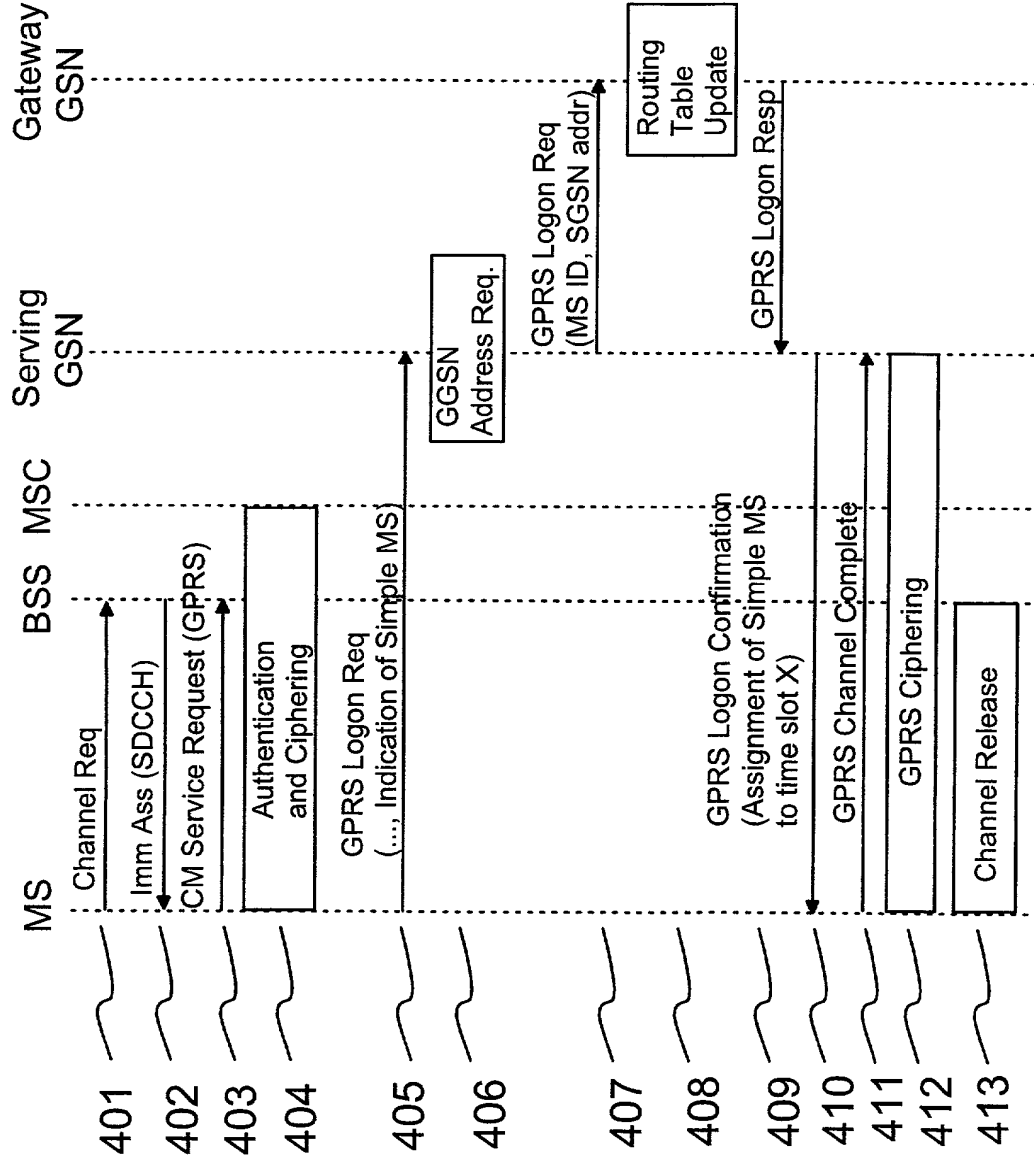 MS
BSS
MSC
Serving
GSN
Gateway
GSN
401
Channel Req
402
Imm Ass (SDCCH)
403
CM Service Request (GPRS)
404
Authentication
and Ciphering
405
GPRS Logon Req
(...., Indication of Simple MS)
406
GGSN
Address Req.
407
GPRS Logon Req
(MS ID, SGSN addr)
408
Routing
Table
Update
409
GPRS Logon Resp
410
GPRS Logon Confirmation
(Assignment of Simple MS
to time slot X)
411
GPRS Channel Complete
412
GPRS Ciphering
413
Channel Release